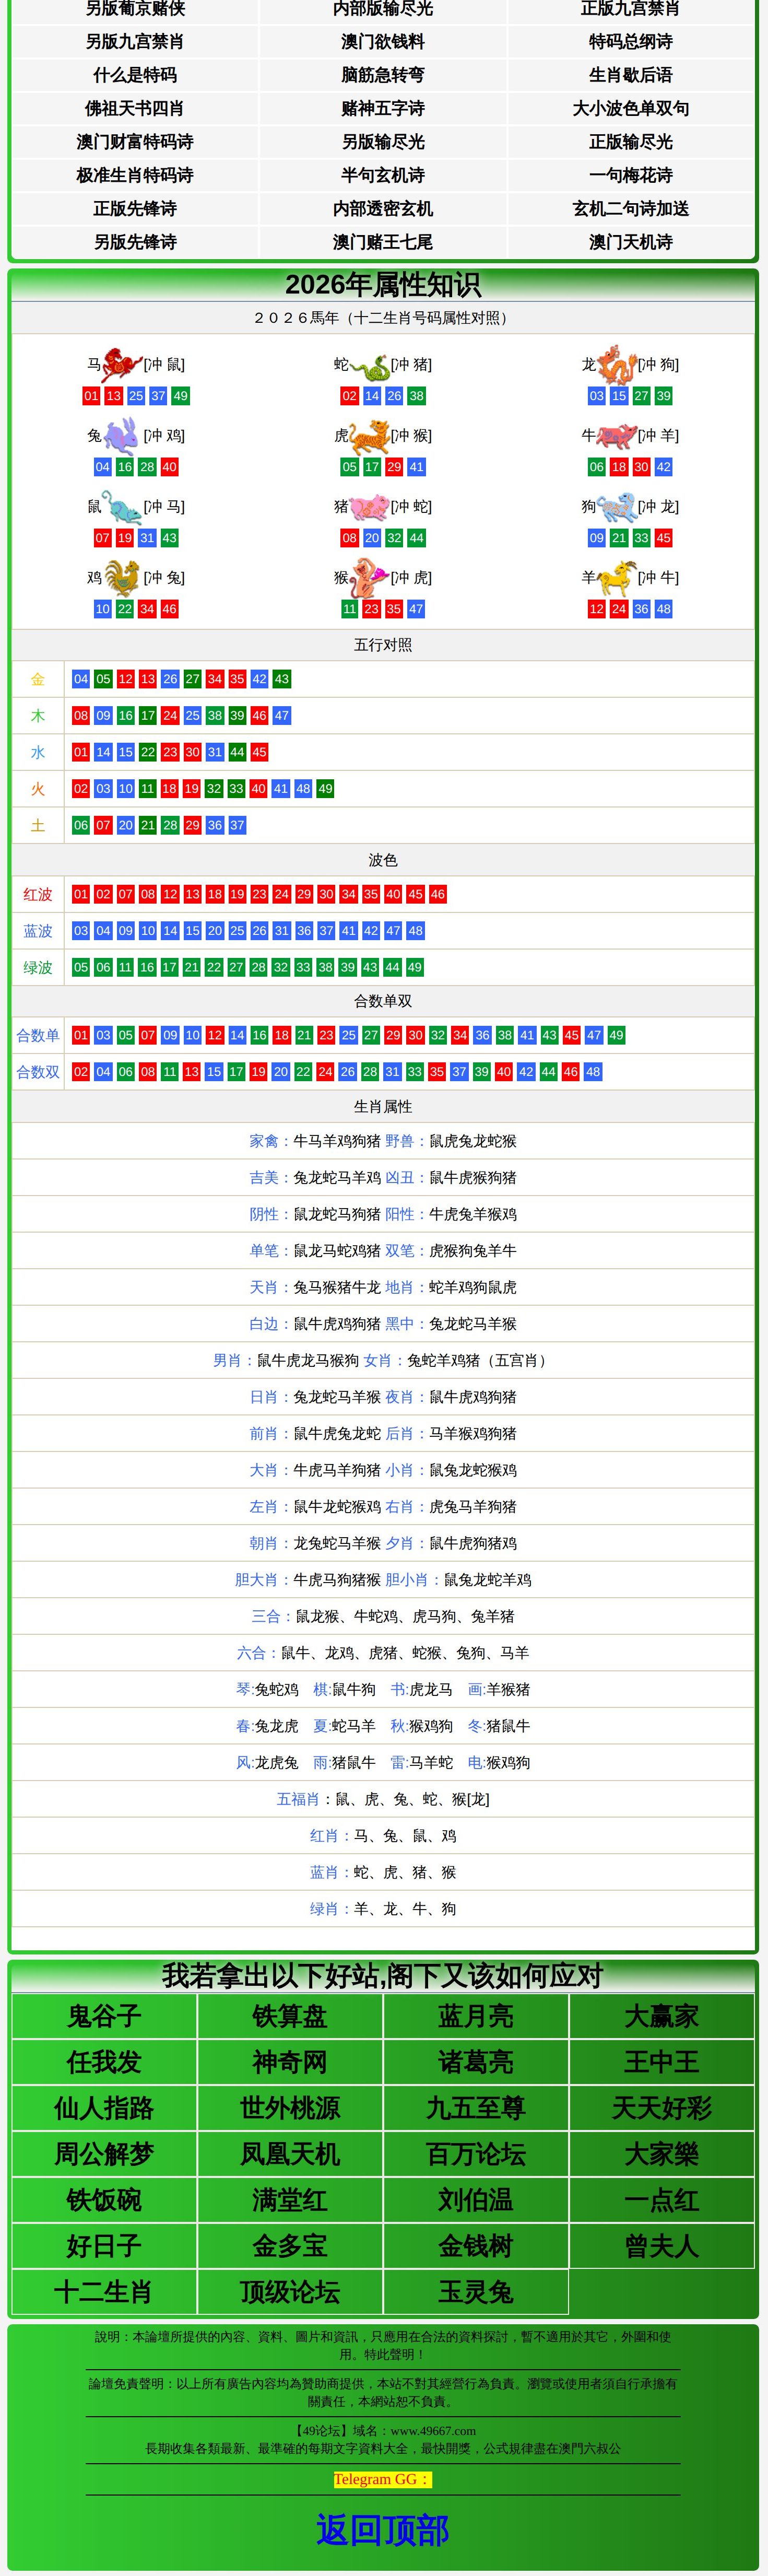 另版葡京赌侠 内部版输尽光 正版九宫禁肖
另版九宫禁肖 澳门欲钱料 特码总纲诗
什么是特码 脑筋急转弯 生肖歇后语
佛祖天书四肖 赌神五字诗 大小波色单双句
澳门财富特码诗 另版输尽光 正版输尽光
极准生肖特码诗 半句玄机诗 一句梅花诗
正版先锋诗 内部透密玄机 玄机二句诗加送
另版先锋诗 澳门赌王七尾 澳门天机诗
2026年属性知识
２０２６馬年（十二生肖号码属性对照）
马[冲 鼠] 蛇[冲 猪] 龙[冲 狗]
01 13 25 37 49 02 14 26 38 03 15 27 39
兔[冲 鸡] 虎[冲 猴] 牛[冲 羊]
04 16 28 40 05 17 29 41 06 18 30 42
鼠[冲 马] 猪[冲 蛇] 狗[冲 龙]
07 19 31 43 08 20 32 44 09 21 33 45
鸡[冲 兔] 猴[冲 虎] 羊[冲 牛]
10 22 34 46 11 23 35 47 12 24 36 48
五行对照
金 04 05 12 13 26 27 34 35 42 43
木 08 09 16 17 24 25 38 39 46 47
水 01 14 15 22 23 30 31 44 45
火 02 03 10 11 18 19 32 33 40 41 48 49
土 06 07 20 21 28 29 36 37
波色
红波 01 02 07 08 12 13 18 19 23 24 29 30 34 35 40 45 46
蓝波 03 04 09 10 14 15 20 25 26 31 36 37 41 42 47 48
绿波 05 06 11 16 17 21 22 27 28 32 33 38 39 43 44 49
合数单双
合数单 01 03 05 07 09 10 12 14 16 18 21 23 25 27 29 30 32 34 36 38 41 43 45 47 49
合数双 02 04 06 08 11 13 15 17 19 20 22 24 26 28 31 33 35 37 39 40 42 44 46 48
生肖属性
家禽：牛马羊鸡狗猪 野兽：鼠虎兔龙蛇猴
吉美：兔龙蛇马羊鸡 凶丑：鼠牛虎猴狗猪
阴性：鼠龙蛇马狗猪 阳性：牛虎兔羊猴鸡
单笔：鼠龙马蛇鸡猪 双笔：虎猴狗兔羊牛
天肖：兔马猴猪牛龙 地肖：蛇羊鸡狗鼠虎
白边：鼠牛虎鸡狗猪 黑中：兔龙蛇马羊猴
男肖：鼠牛虎龙马猴狗 女肖：兔蛇羊鸡猪（五宫肖）
日肖：兔龙蛇马羊猴 夜肖：鼠牛虎鸡狗猪
前肖：鼠牛虎兔龙蛇 后肖：马羊猴鸡狗猪
大肖：牛虎马羊狗猪 小肖：鼠兔龙蛇猴鸡
左肖：鼠牛龙蛇猴鸡 右肖：虎兔马羊狗猪
朝肖：龙兔蛇马羊猴 夕肖：鼠牛虎狗猪鸡
胆大肖：牛虎马狗猪猴 胆小肖：鼠兔龙蛇羊鸡
三合：鼠龙猴、牛蛇鸡、虎马狗、兔羊猪
六合：鼠牛、龙鸡、虎猪、蛇猴、兔狗、马羊
琴:兔蛇鸡 棋:鼠牛狗 书:虎龙马 画:羊猴猪
春:兔龙虎 夏:蛇马羊 秋:猴鸡狗 冬:猪鼠牛
风:龙虎兔 雨:猪鼠牛 雷:马羊蛇 电:猴鸡狗
五福肖：鼠、虎、兔、蛇、猴[龙]
红肖：马、兔、鼠、鸡
蓝肖：蛇、虎、猪、猴
绿肖：羊、龙、牛、狗
我若拿出以下好站,阁下又该如何应对
鬼谷子 铁算盘 蓝月亮 大赢家
任我发 神奇网 诸葛亮 王中王
仙人指路 世外桃源 九五至尊 天天好彩
周公解梦 凤凰天机 百万论坛 大家樂
铁饭碗 满堂红 刘伯温 一点红
好日子 金多宝 金钱树 曾夫人
十二生肖 顶级论坛 玉灵兔
說明：本論壇所提供的內容、資料、圖片和資訊，只應用在合法的資料探討，暫不適用於其它，外圍和使
用。特此聲明！
論壇免責聲明：以上所有廣告內容均為贊助商提供，本站不對其經營行為負責。瀏覽或使用者須自行承擔有
關責任，本網站恕不負責。
【49论坛】域名：www.49667.com
長期收集各類最新、最準確的每期文字資料大全，最快開獎，公式規律盡在澳門六叔公
Telegram GG：
返回顶部